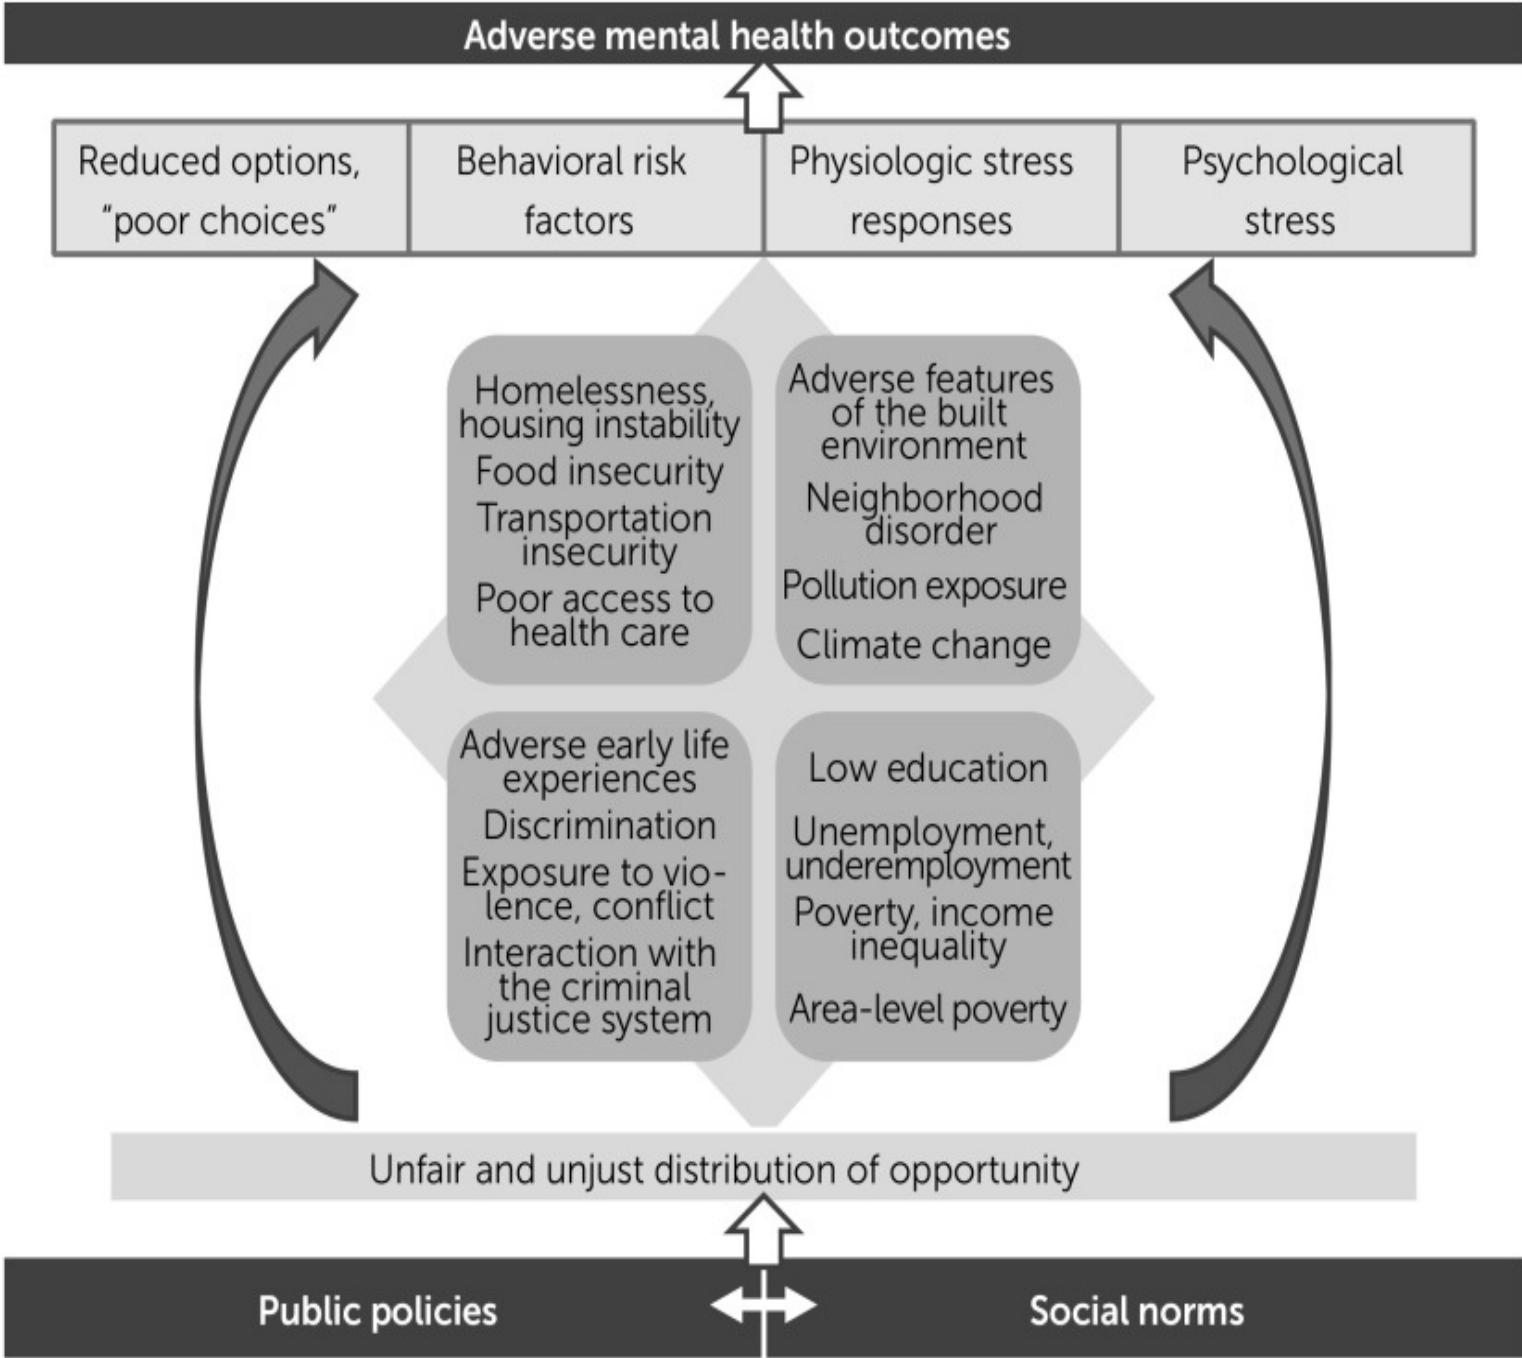 Adverse mental health outcomes
Reduced options,
“poor choices”
Behavioral risk
factors
Physiologic stress
responses
Psychological
stress
Homelessness,
housing instability
Food insecurity
Transportation
insecurity
Poor access to
health care
Adverse features
of the built
environment
Neighborhood
disorder
Pollution exposure
Climate change
Adverse early life
experiences
Discrimination
Exposure to vio-
lence, conflict
Interaction with
the criminal
justice system
Low education
Unemployment,
underemployment
Poverty, income
inequality
Area-level poverty
Unfair and unjust distribution of opportunity
Public policies
Social norms